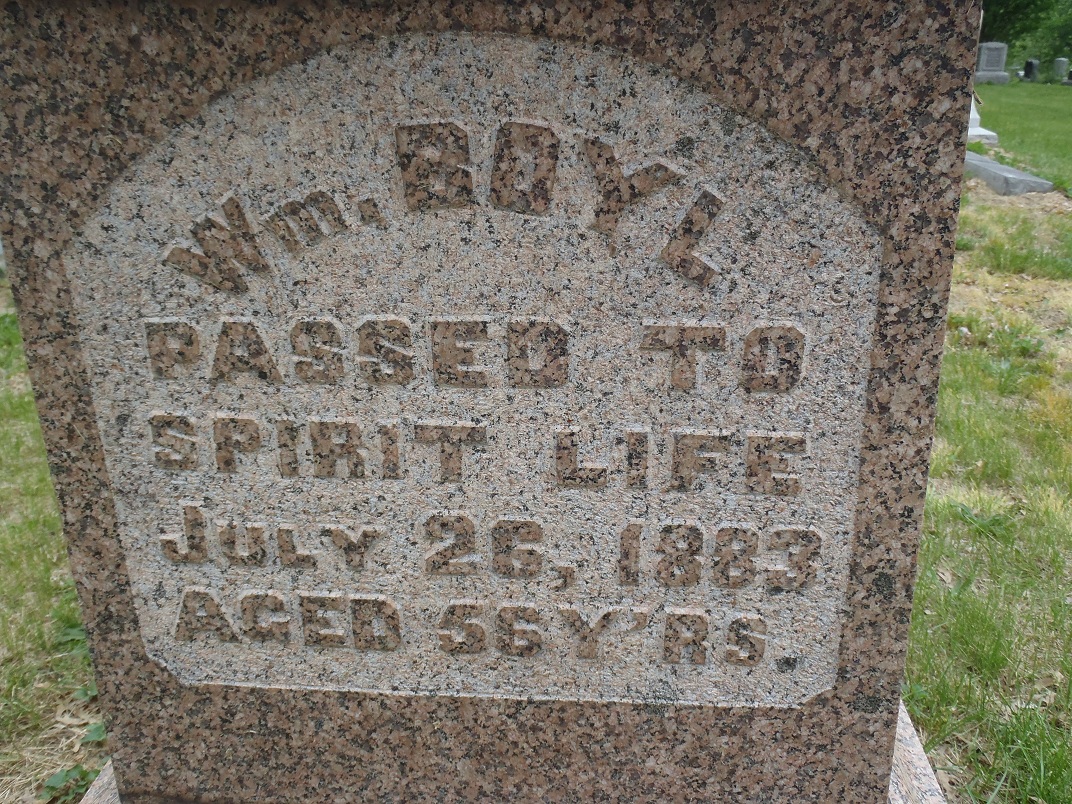 Wm. BOYL
PASSED TO
SPIRIT LIFE
JULY 26, 1883
AGED 56 Y'RS.